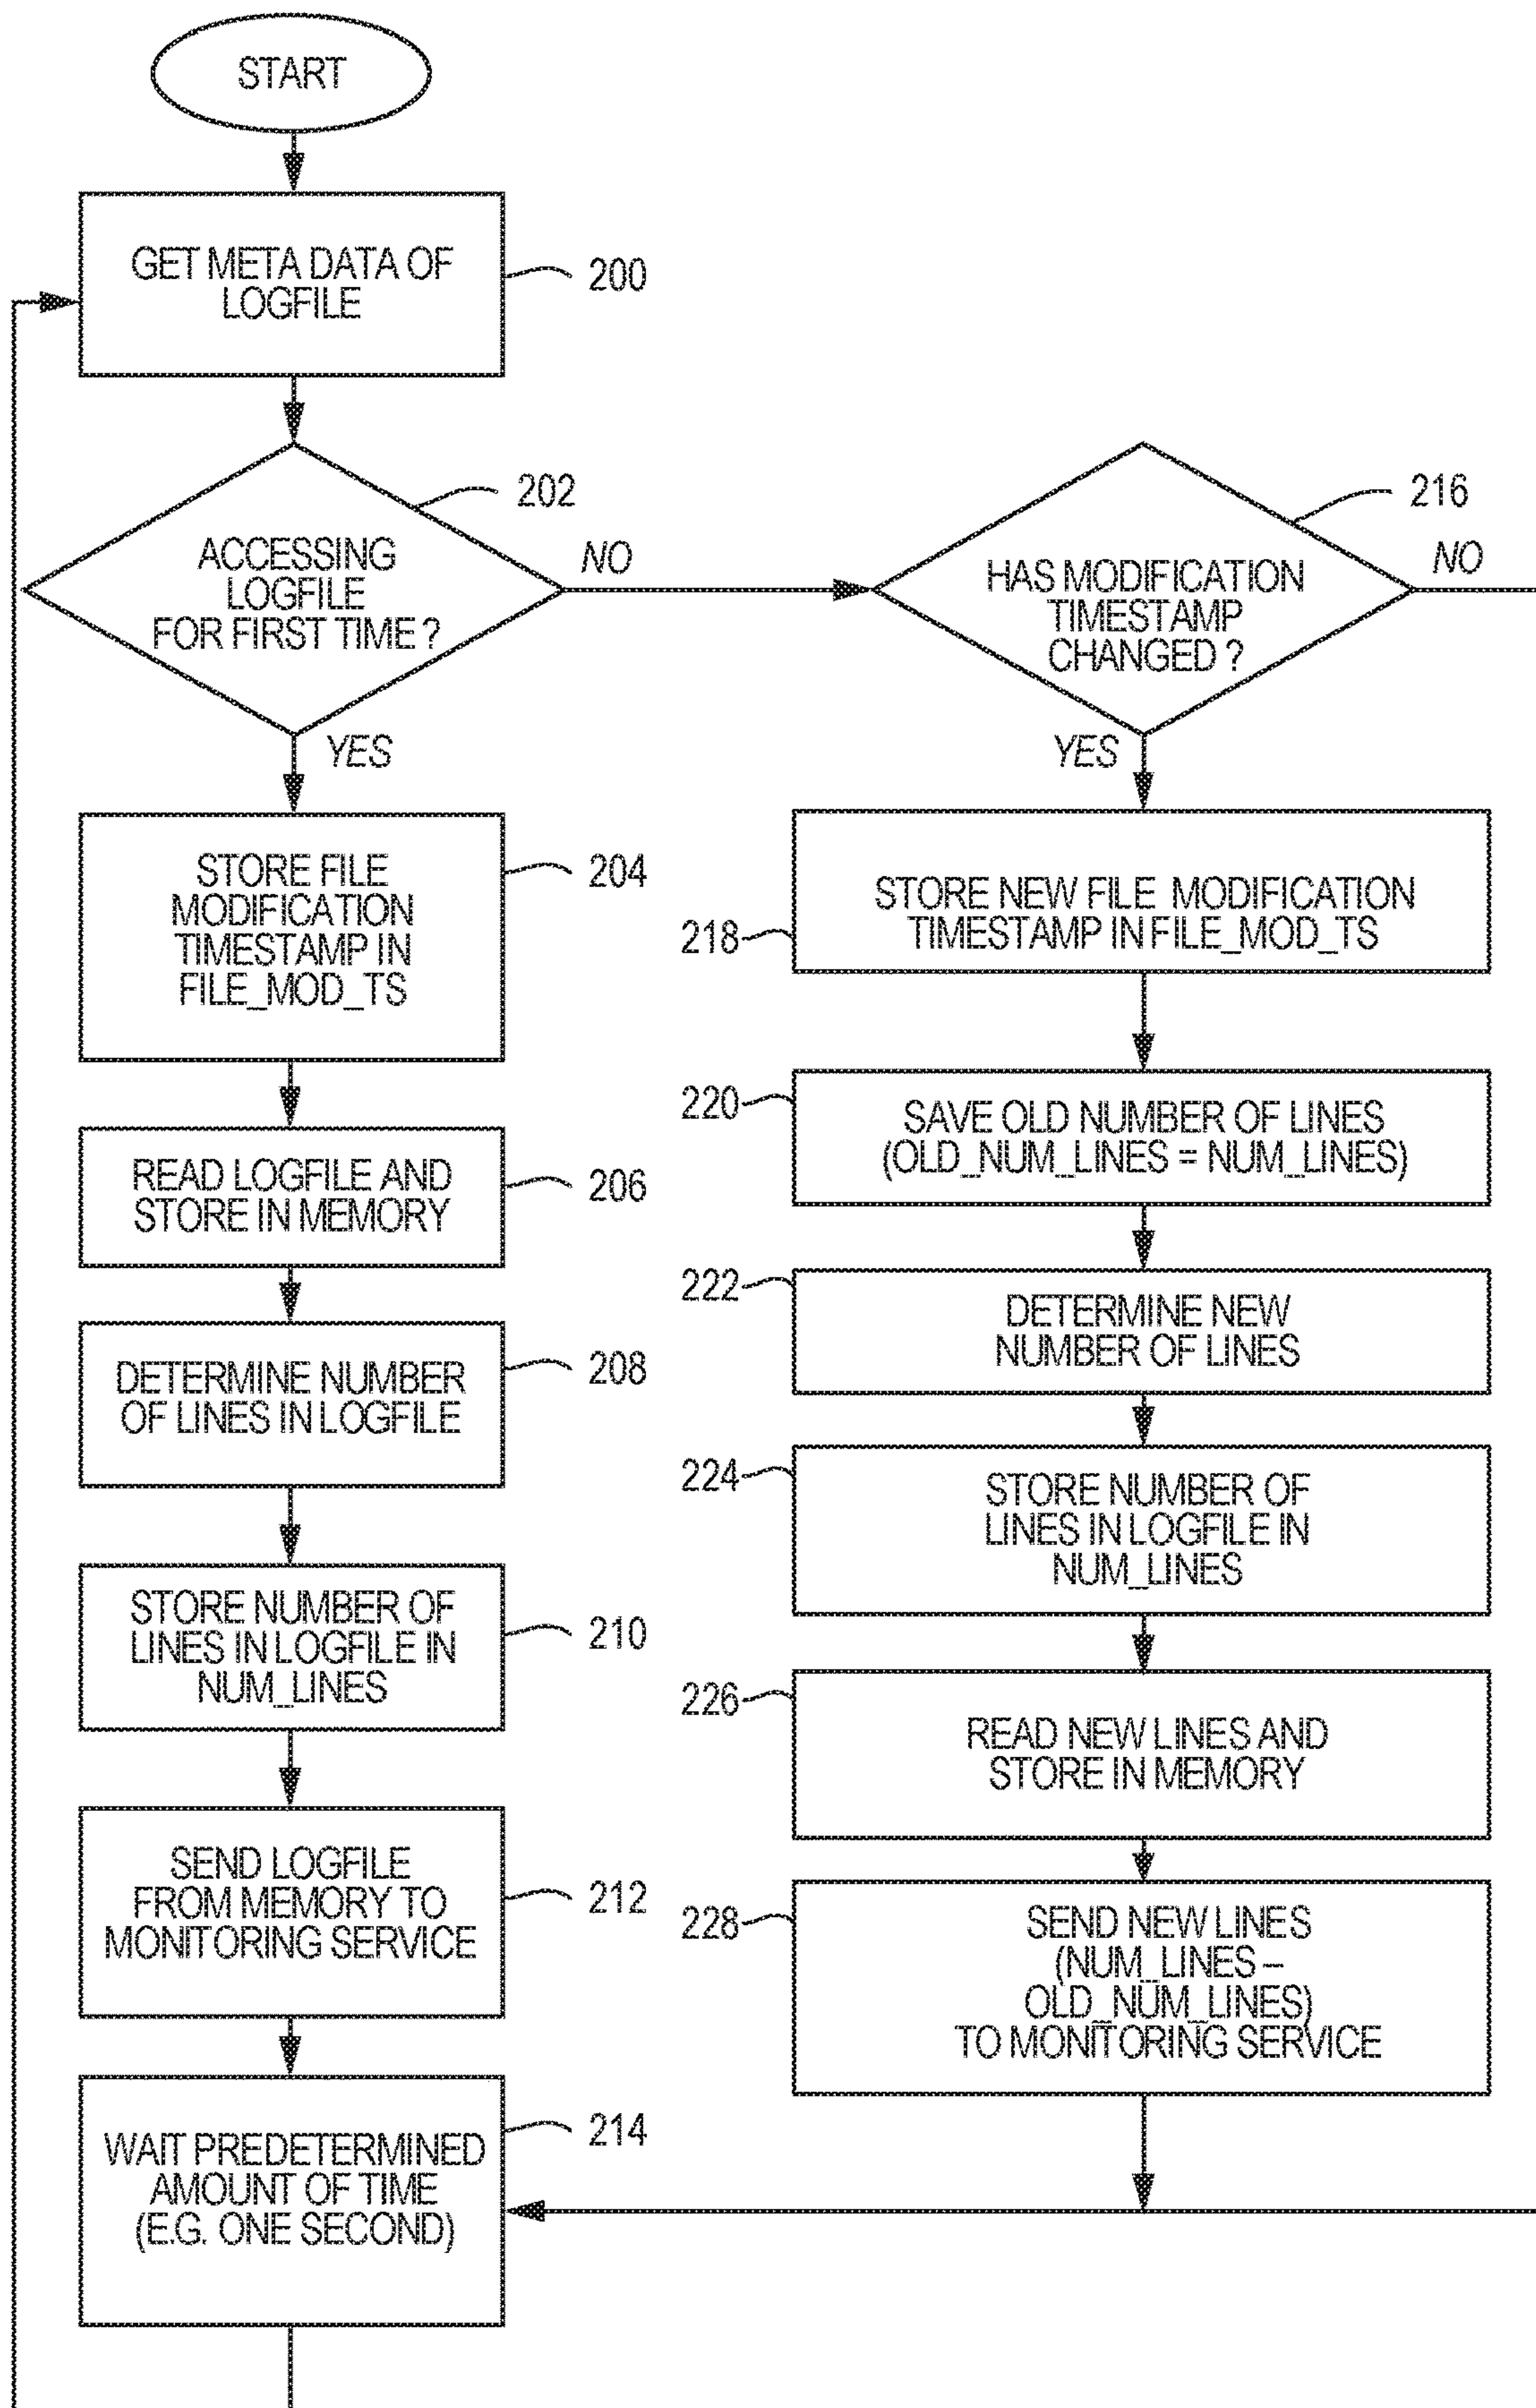 START
GET META DATA OF
LOGFILE
200
202
ACCESSING
LOGFILE
FOR FIRST TIME ?
NO
YES
STORE FILE
MODIFICATION
TIMESTAMP IN
FILE_MOD_TS
204
READ LOGFILE AND
STORE IN MEMORY
206
DETERMINE NUMBER
OF LINES IN LOGFILE
208
STORE NUMBER OF
LINES IN LOGFILE IN
NUM_LINES
210
SEND LOGFILE
FROM MEMORY TO
MONITORING SERVICE
212
WAIT PREDETERMINED
AMOUNT OF TIME
(E.G. ONE SECOND)
214
216
HAS MODIFICATION
TIMESTAMP
CHANGED ?
NO
YES
STORE NEW FILE MODIFICATION
TIMESTAMP IN FILE_MOD_TS
218
220
SAVE OLD NUMBER OF LINES
(OLD_NUM_LINES = NUM_LINES)
222
DETERMINE NEW
NUMBER OF LINES
224
STORE NUMBER OF
LINES IN LOGFILE IN
NUM_LINES
226
READ NEW LINES AND
STORE IN MEMORY
228
SEND NEW LINES
(NUM_LINES –
OLD_NUM_LINES)
TO MONITORING SERVICE